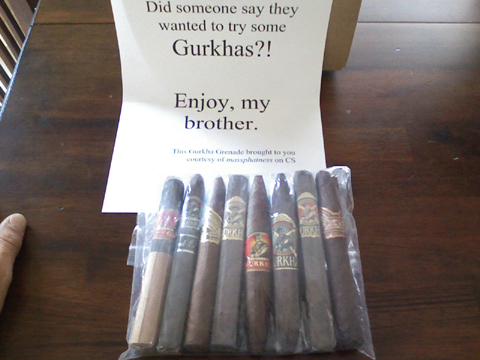 Did someone say they
wanted to try some
Gurkhas?!
Enjoy, my
brother.
This Gurkha Grenade brought to you
courtesy of massphatness on CS